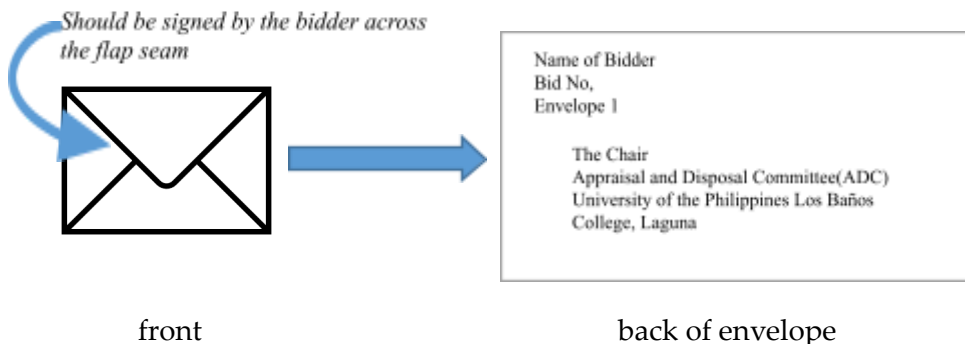 Should be signed by the bidder across
the flap seam
Name of Bidder
Bid No,
Envelope 1
The Chair
Appraisal and Disposal Committee(ADC)
University of the Philippines Los Baños
College, Laguna
front
back of envelope